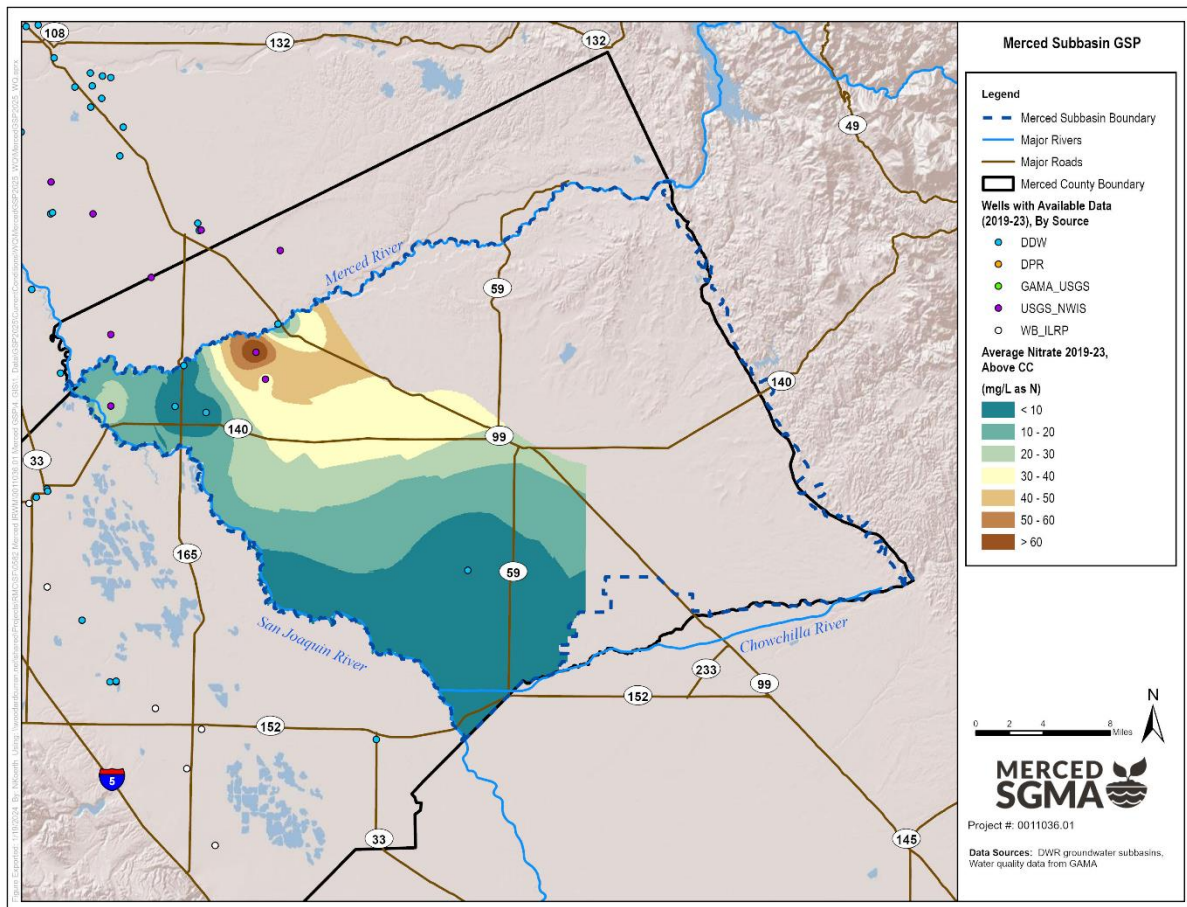 108
132
132
49
Merced River
59
140
140
99
33
165
59
San Joaquin River
Chowchilla River
233
152
99
152
5
33
145
Merced Subbasin GSP
Legend
Merced Subbasin Boundary
Major Rivers
Major Roads
Merced County Boundary
Wells with Available Data
(2019-23), By Source
DDW
DPR
GAMA_USGS
USGS_NWIS
WB_ILRP
Average Nitrate 2019-23,
Above CC
(mg/L as N)
< 10
10 - 20
20 - 30
30 - 40
40 - 50
50 - 60
> 60
N
0 2 4 8
Miles
MERCED
SGMA
Project #: 0011036.01
Data Sources: DWR groundwater subbasins,
Water quality data from GAMA